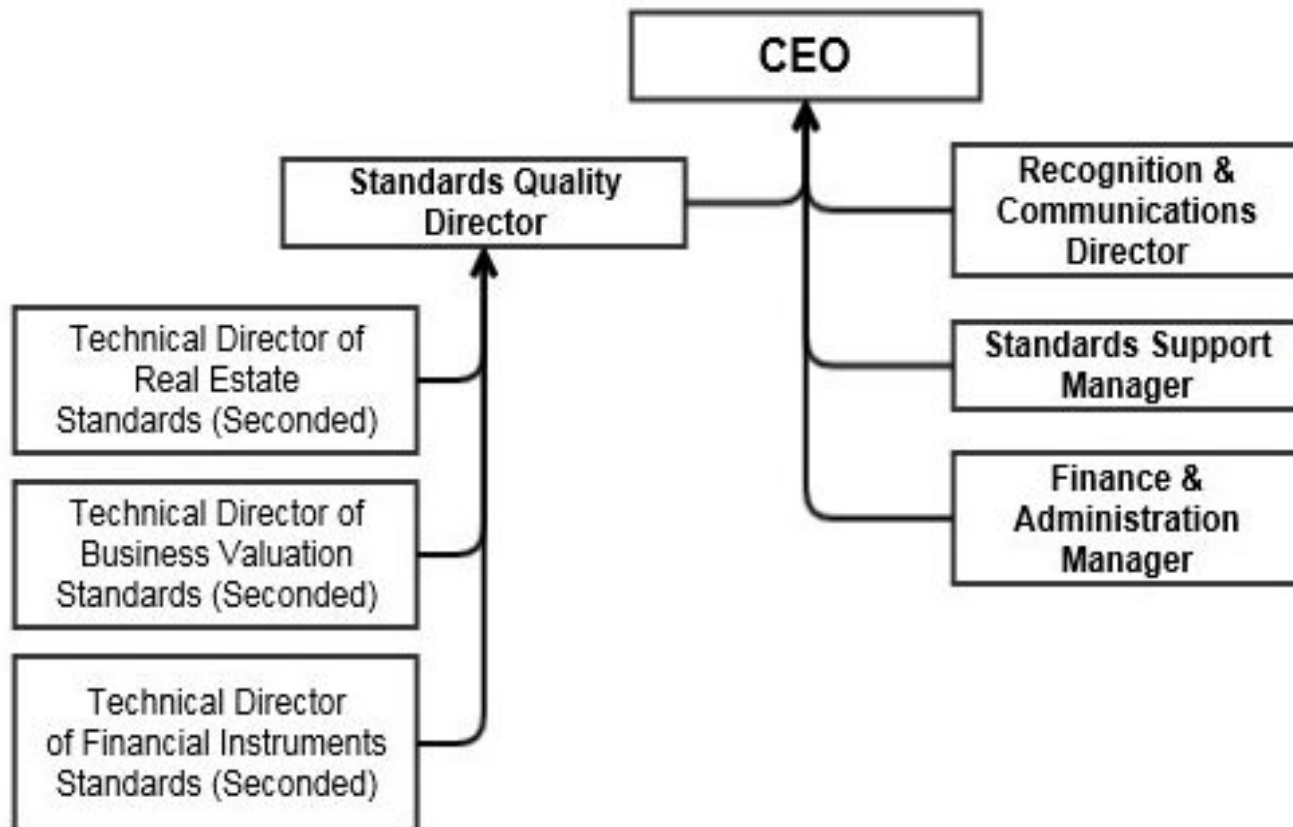 CEO
Standards Quality
Director
Recognition &
Communications
Director
Technical Director of
Real Estate
Standards (Seconded)
Standards Support
Manager
Technical Director of
Business Valuation
Standards (Seconded)
Finance &
Administration
Manager
Technical Director
of Financial Instruments
Standards (Seconded)